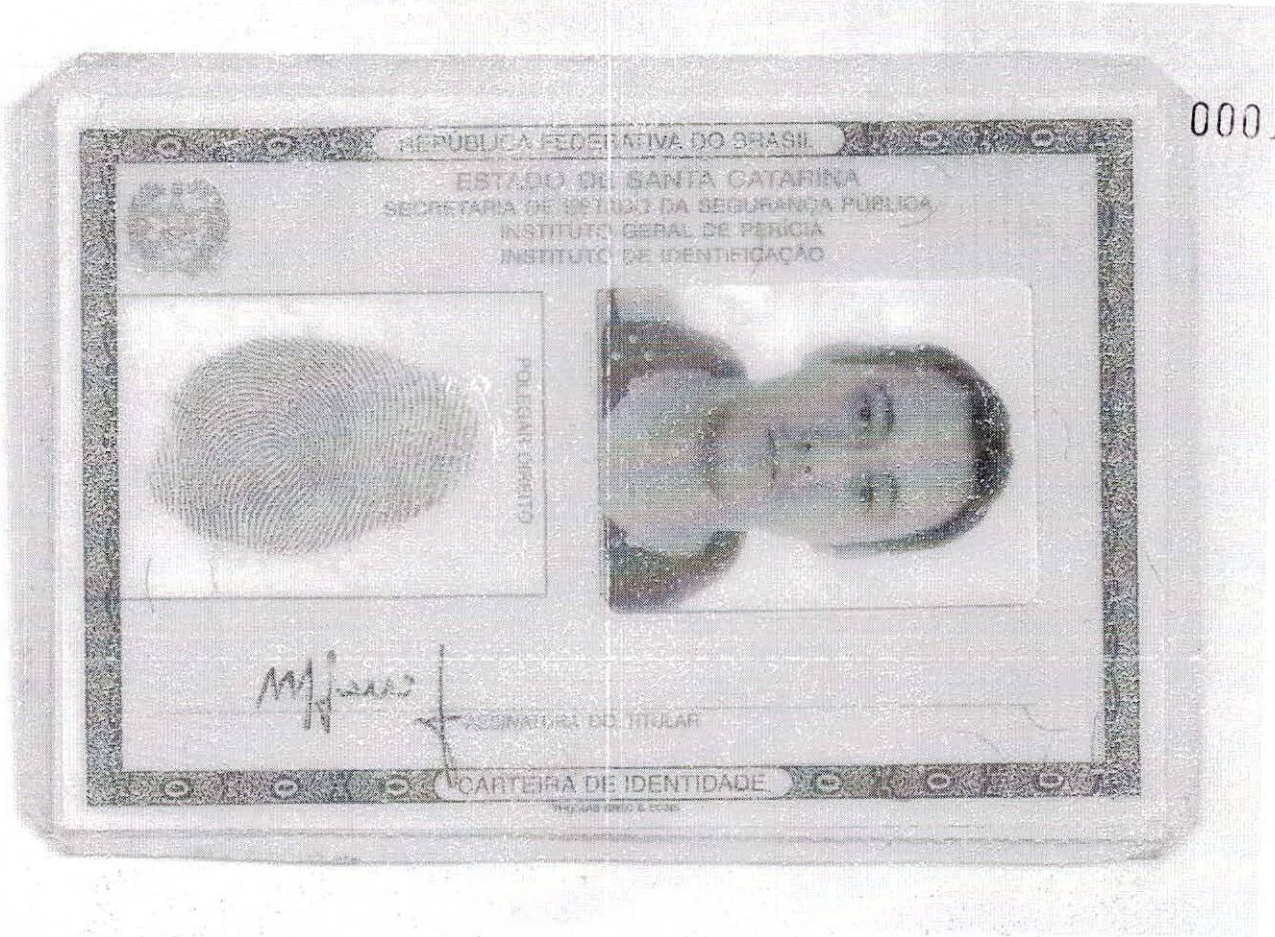 000
REPÚBLICA FEDERATIVA DO BRASIL
ESTADO DE SANTA CATARINA
SECRETARIA DE ESTADO DA SEGURANÇA PÚBLICA
INSTITUTO GERAL DE PERÍCIA
INSTITUTO DE IDENTIFICAÇÃO
POLEGAR DIREITO
ASSINATURA DO TITULAR
CARTEIRA DE IDENTIDADE